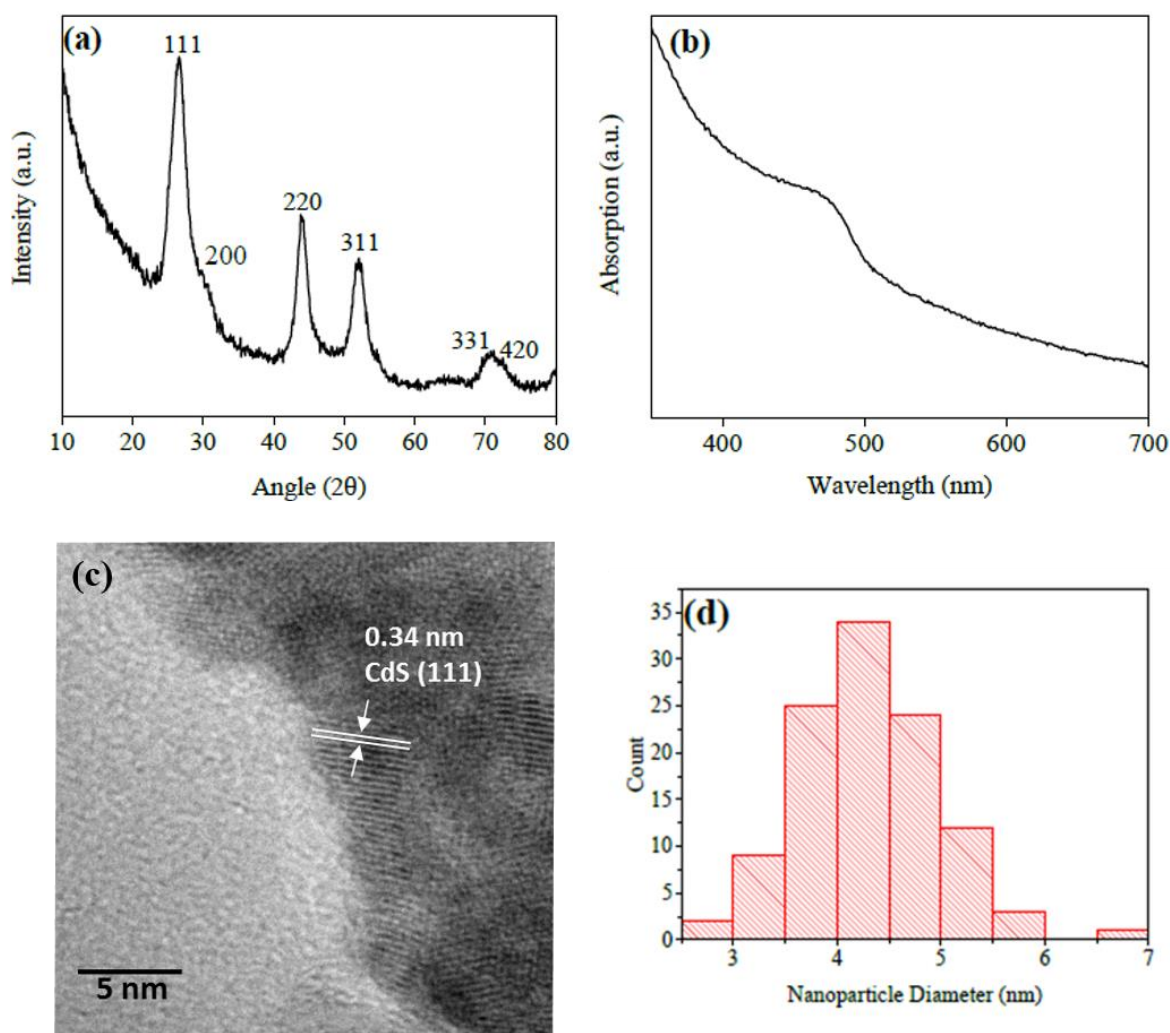 (a)
111
200
220
311
331
420
Intensity (a.u.)
10 20 30 40 50 60 70 80
Angle (2θ)
(b)
Absorption (a.u.)
400 500 600 700
Wavelength (nm)
(c)
0.34 nm
CdS (111)
5 nm
(d)
35
30
25
20
15
10
5
0
Count
3 4 5 6 7
Nanoparticle Diameter (nm)